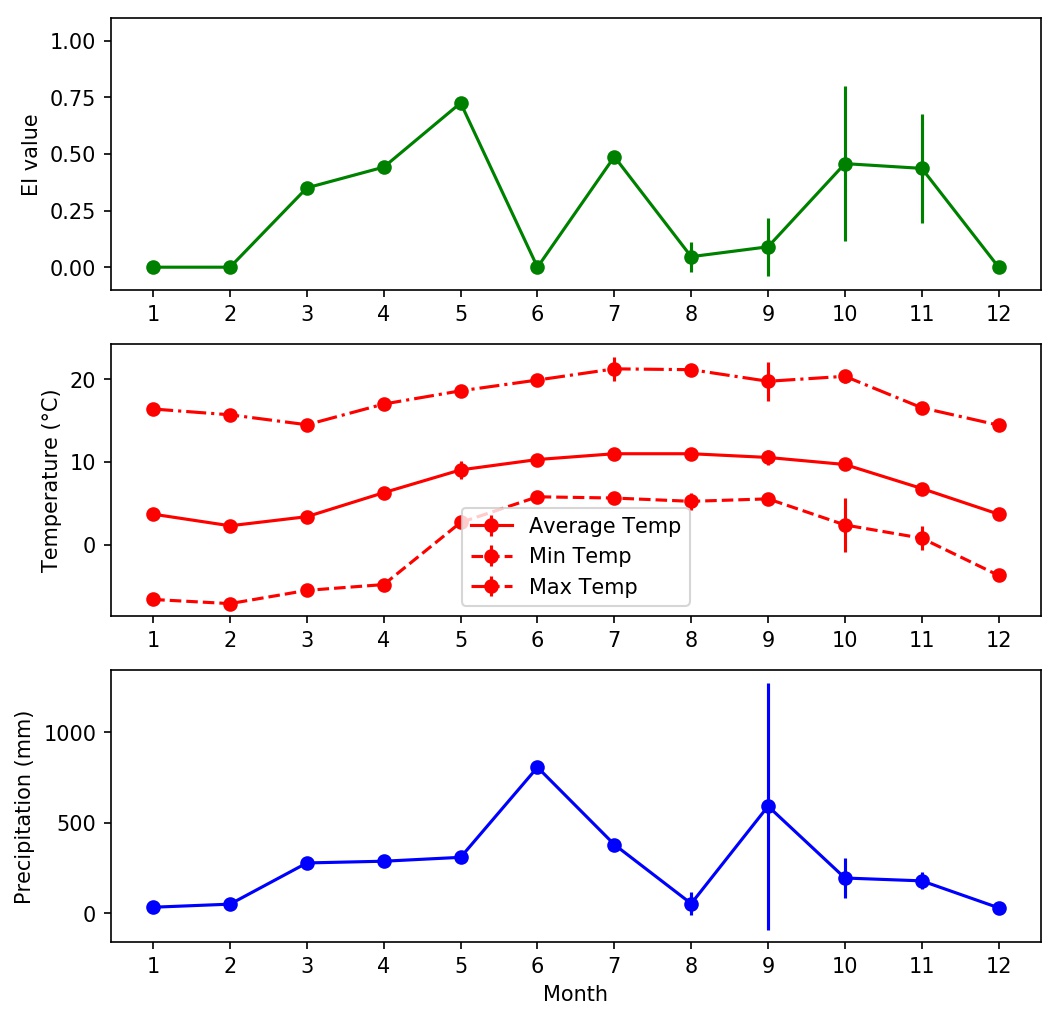 EI value
1.00
0.75
0.50
0.25
0.00
1 2 3 4 5 6 7 8 9 10 11 12
Temperature (°C)
20
10
0
Average Temp
Min Temp
Max Temp
1 2 3 4 5 6 7 8 9 10 11 12
Precipitation (mm)
1000
500
0
1 2 3 4 5 6 7 8 9 10 11 12
Month